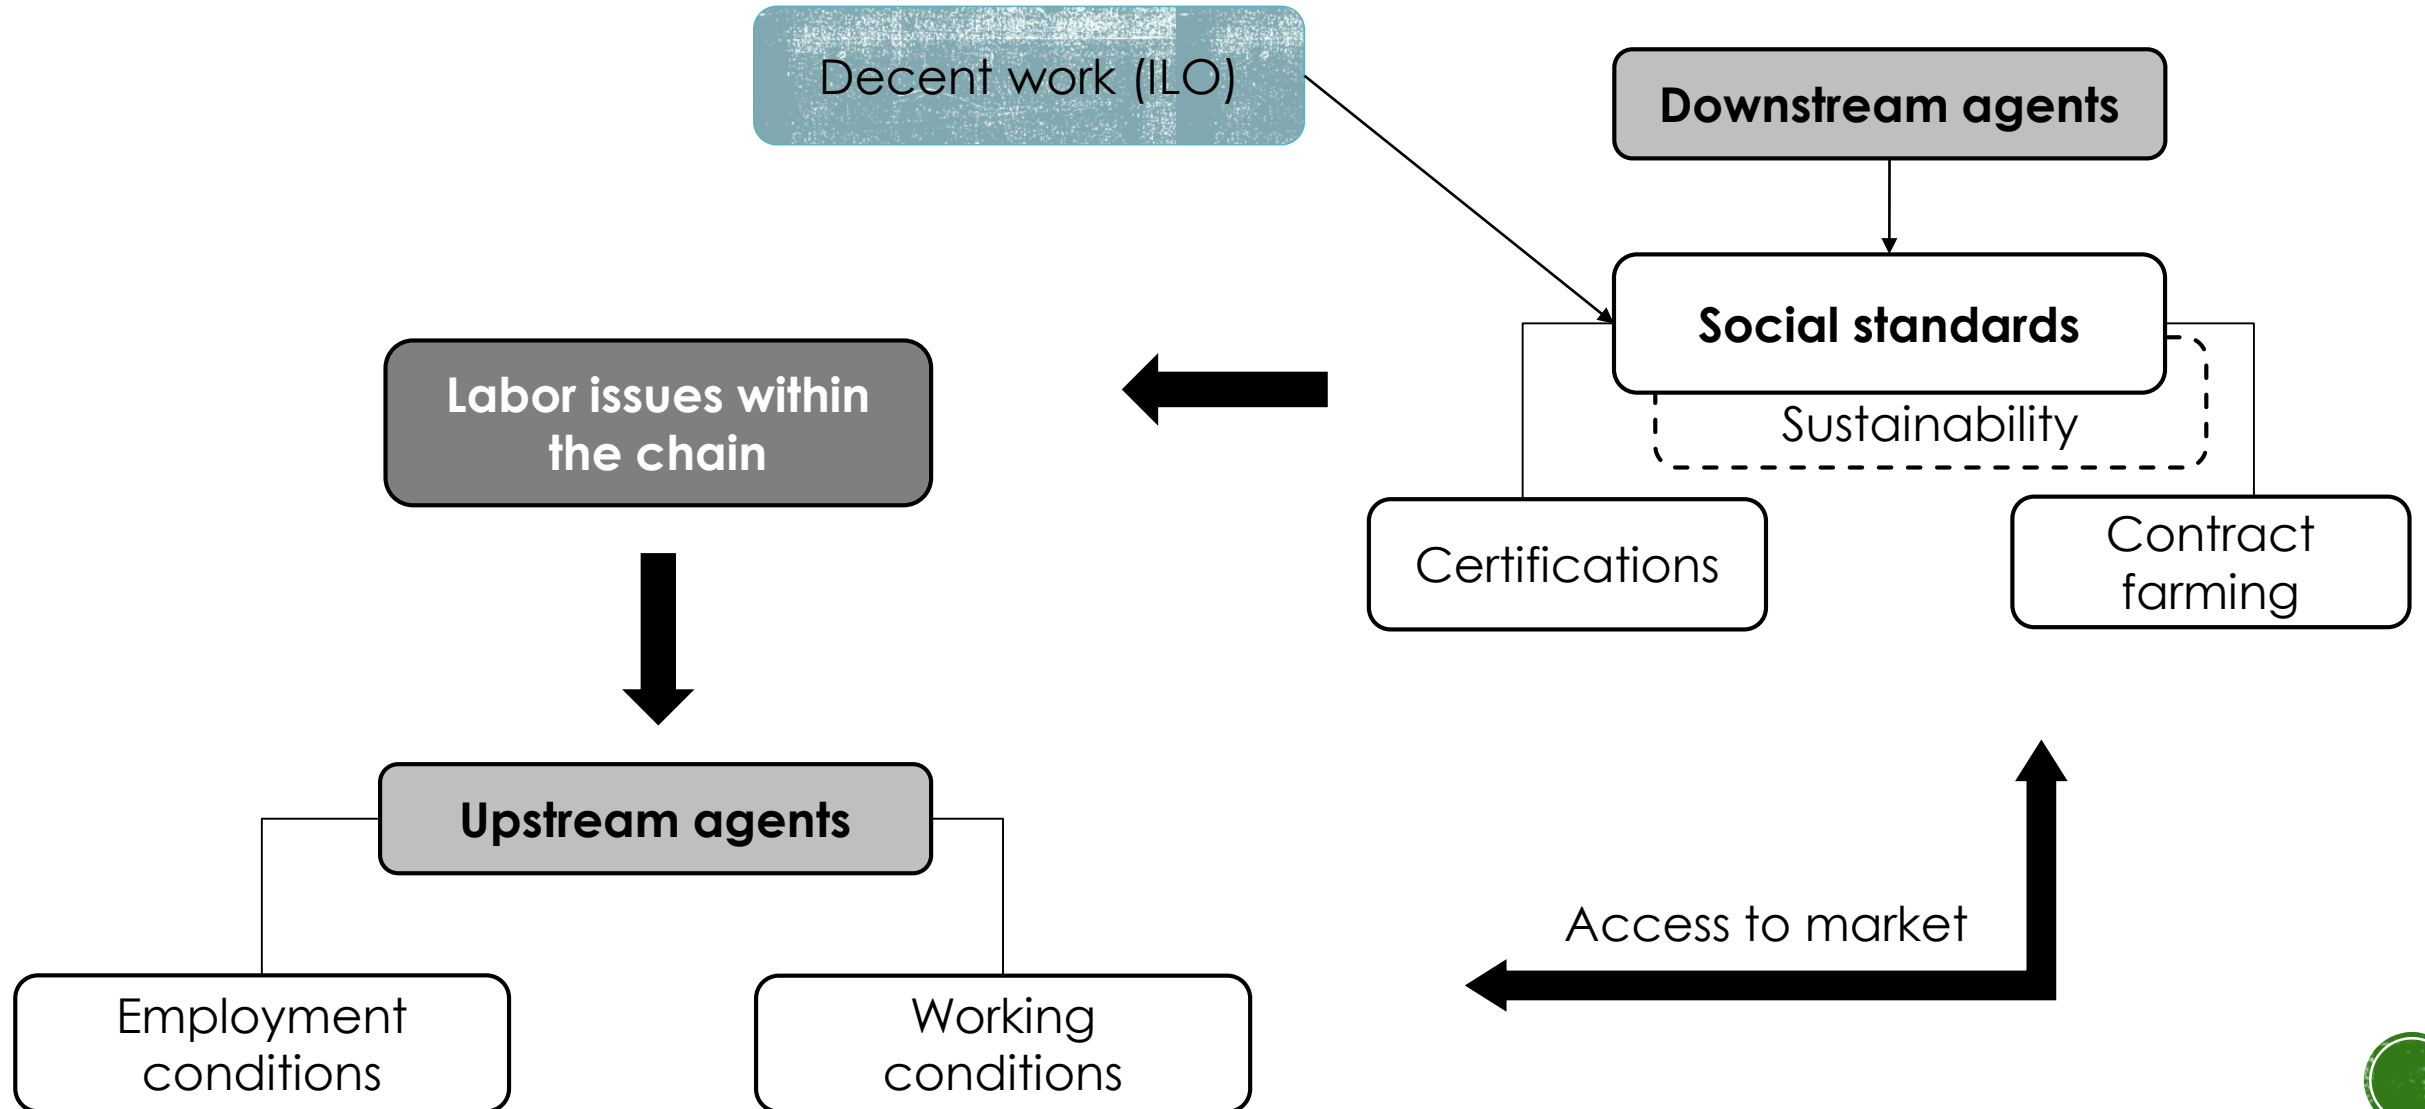 Decent work (ILO)
Downstream agents
Social standards
Sustainability
Labor issues within
the chain
Certifications
Contract
farming
Upstream agents
Access to market
Employment
conditions
Working
conditions